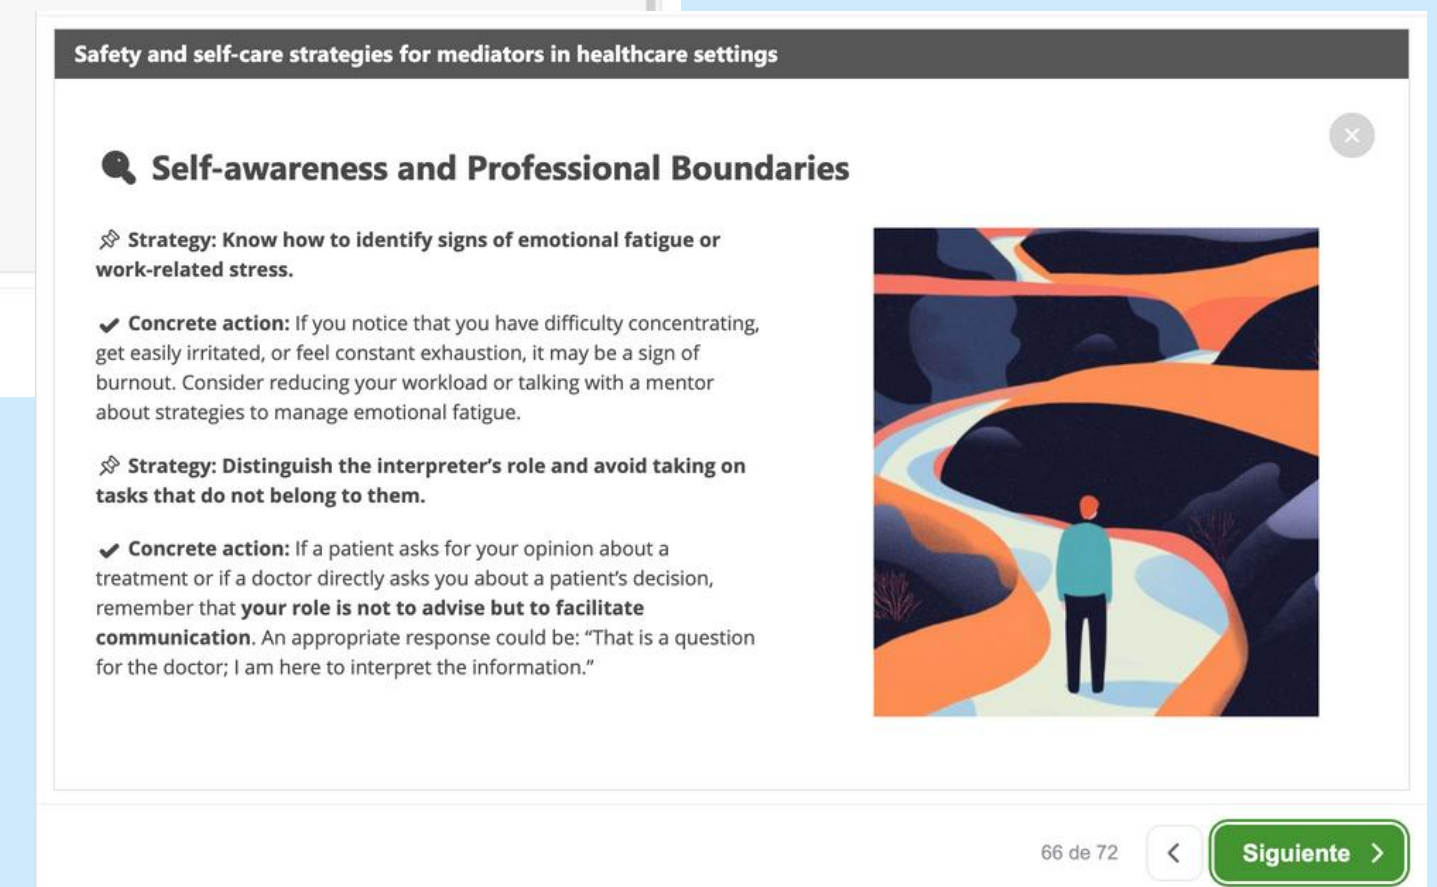 Safety and self-care strategies for mediators in healthcare settings
Self-awareness and Professional Boundaries
Strategy: Know how to identify signs of emotional fatigue or
work-related stress.
Concrete action: If you notice that you have difficulty concentrating,
get easily irritated, or feel constant exhaustion, it may be a sign of
burnout. Consider reducing your workload or talking with a mentor
about strategies to manage emotional fatigue.
Strategy: Distinguish the interpreter’s role and avoid taking on
tasks that do not belong to them.
Concrete action: If a patient asks for your opinion about a
treatment or if a doctor directly asks you about a patient’s decision,
remember that your role is not to advise but to facilitate
communication. An appropriate response could be: “That is a question
for the doctor; I am here to interpret the information.”
66 de 72
Siguiente